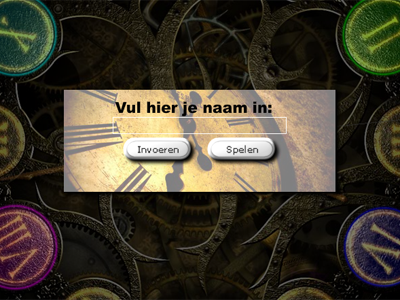 Vul hier je naam in:
Invoeren Spelen